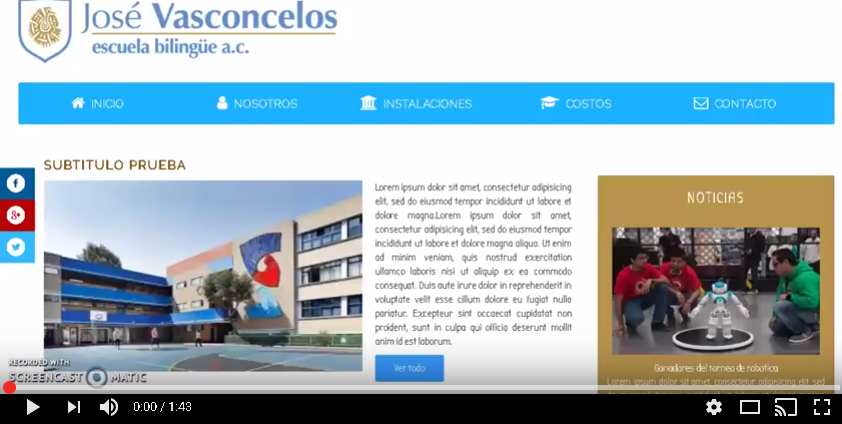 José Vasconcelos
escuela bilingüe a.c.
INICIO
NOSOTROS
INSTALACIONES
COSTOS
CONTACTO
SUBTITULO PRUEBA
Lorem ipsum dolor sit amet, consectetur adipisicing
elit, sed do eiusmod tempor incididunt ut labore et
dolore magna.Lorem ipsum dolor sit amet,
consectetur adipisicing elit, sed do eiusmod tempor
incididunt ut labore et dolore magna aliqua. Ut enim
ad minim veniam, quis nostrud exercitation
ullamco laboris nisi ut aliquip ex ea commodo
consequat. Duis aute irure dolor in reprehenderit in
voluptate velit esse cillum dolore eu fugiat nulla
pariatur. Excepteur sint occaecat cupidatat non
proident, sunt in culpa qui officia deserunt mollit
anim id est laborum.
Ver todo
NOTICIAS
Ganadores del torneo de robotica
Lorem ipsum dolor sit amet, consectetur adipisicing elit, sed do
RECORDED WITH
SCREENCAST MATIC
0:00 / 1:43